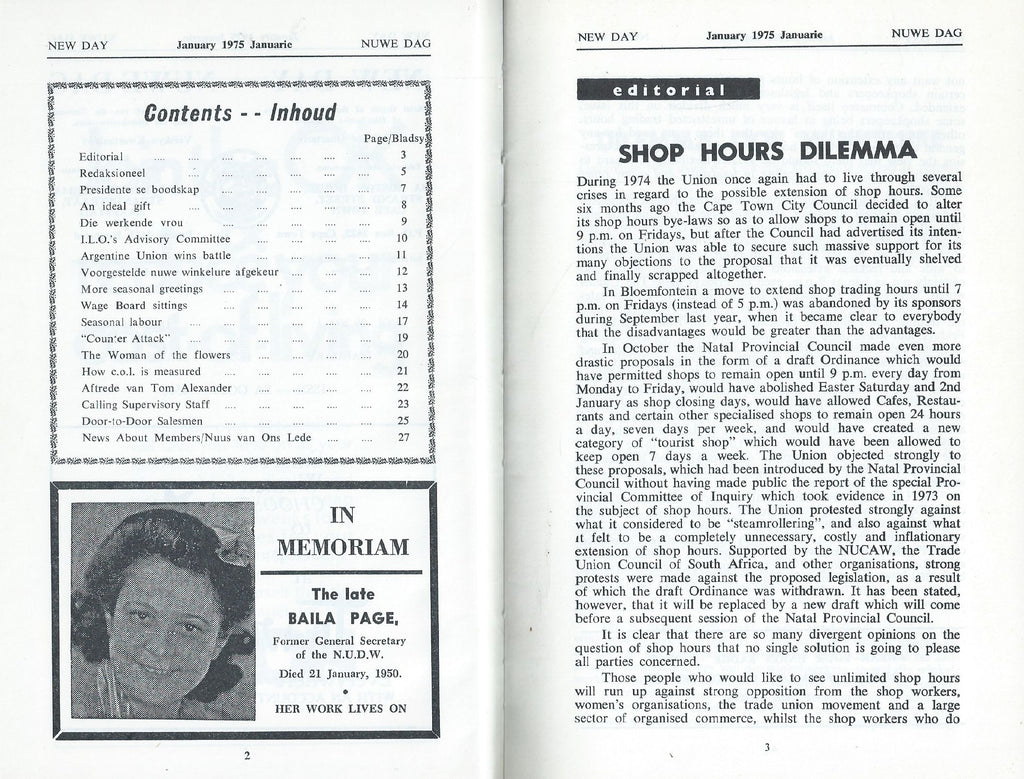 NEW DAY January 1975 Januarie NUWE DAG
Contents -- Inhoud
Page/Bladsy
Editorial .... .... .... .... .... .... 3
Redaksioneel .... .... .... .... .... 5
Presidente se boodskap .... .... .... .... 7
An ideal gift .... .... .... .... .... 8
Die werkende vrou .... .... .... .... 9
I.L.O.'s Advisory Committee .... .... .... .... 10
Argentine Union wins battle .... .... .... .... 11
Voorgestelde nuwe winkelure afgekeur .... .... .... 12
More seasonal greetings .... .... .... .... 13
Wage Board sittings .... .... .... .... 14
Seasonal labour .... .... .... .... .... 17
"Counter Attack" .... .... .... .... .... 19
The Woman of the flowers .... .... .... .... 20
How c.o.l. is measured .... .... .... .... 21
Aftrede van Tom Alexander .... .... .... .... 22
Calling Supervisory Staff .... .... .... .... 23
Door-to-Door Salesmen .... .... .... .... 25
News About Members/Nuus van Ons Lede .... .... 27
IN
MEMORIAM
The late
BAILA PAGE,
Former General Secretary
of the N.U.D.W.
Died 21 January, 1950.
•
HER WORK LIVES ON
2
NEW DAY January 1975 Januarie NUWE DAG
editorial
SHOP HOURS DILEMMA
During 1974 the Union once again had to live through several
crises in regard to the possible extension of shop hours. Some
six months ago the Cape Town City Council decided to alter
its shop hours bye-laws so as to allow shops to remain open until
9 p.m. on Fridays, but after the Council had advertised its inten-
tions the Union was able to secure such massive support for its
many objections to the proposal that it was eventually shelved
and finally scrapped altogether.
In Bloemfontein a move to extend shop trading hours until 7
p.m. on Fridays (instead of 5 p.m.) was abandoned by its sponsors
during September last year, when it became clear to everybody
that the disadvantages would be greater than the advantages.
In October the Natal Provincial Council made even more
drastic proposals in the form of a draft Ordinance which would
have permitted shops to remain open until 9 p.m. every day from
Monday to Friday, would have abolished Easter Saturday and 2nd
January as shop closing days, would have allowed Cafes, Restau-
rants and certain other specialised shops to remain open 24 hours
a day, seven days per week, and would have created a new
category of "tourist shop" which would have been allowed to
keep open 7 days a week. The Union objected strongly to
these proposals, which had been introduced by the Natal Provincial
Council without having made public the report of the special Pro-
vincial Committee of Inquiry which took evidence in 1973 on
the subject of shop hours. The Union protested strongly against
what it considered to be "steamrollering", and also against what
it felt to be a completely unnecessary, costly and inflationary
extension of shop hours. Supported by the NUCAW, the Trade
Union Council of South Africa, and other organisations, strong
protests were made against the proposed legislation, as a result
of which the draft Ordinance was withdrawn. It has been stated,
however, that it will be replaced by a new draft which will come
before a subsequent session of the Natal Provincial Council.
It is clear that there are so many divergent opinions on the
question of shop hours that no single solution is going to please
all parties concerned.
Those people who would like to see unlimited shop hours
will run up against strong opposition from the shop workers,
women's organisations, the trade union movement and a large
sector of organised commerce, whilst the shop workers who do
3